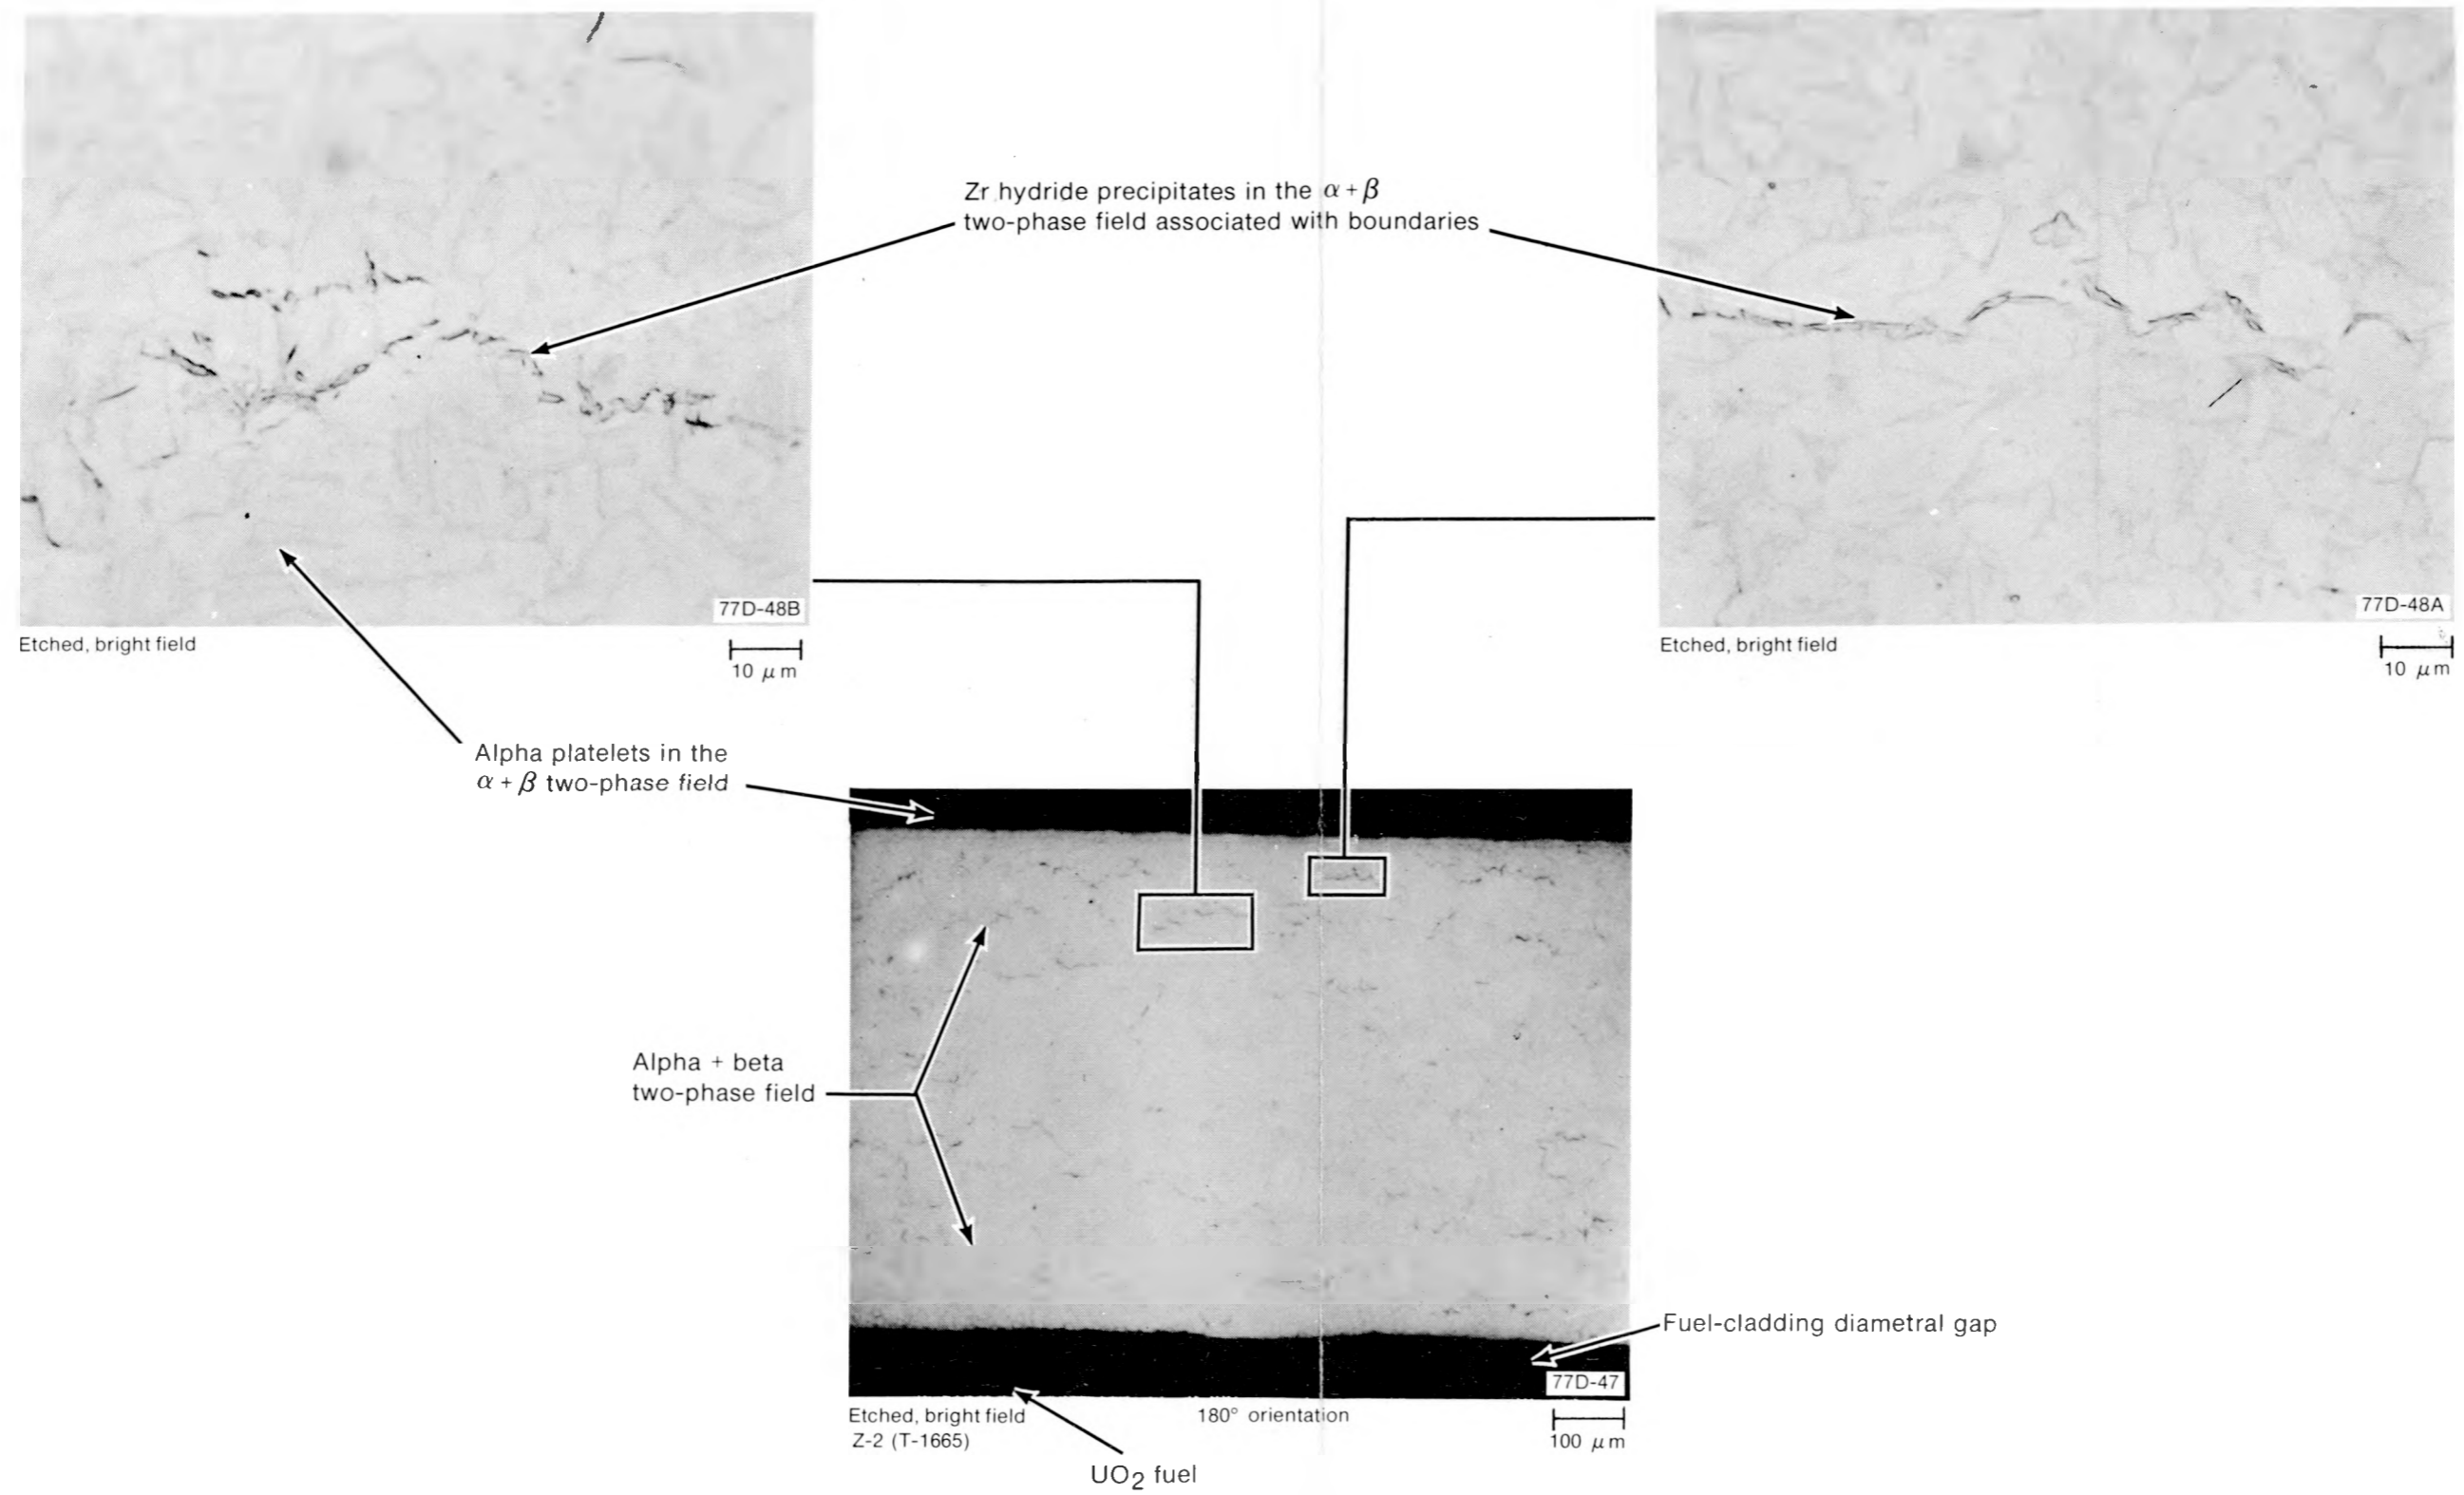 Zr hydride precipitates in the α + β
two-phase field associated with boundaries
77D-48B
Etched, bright field
10 μm
77D-48A
Etched, bright field
10 μm
Alpha platelets in the
α + β two-phase field
Alpha + beta
two-phase field
Fuel-cladding diametral gap
77D-47
Etched, bright field
Z-2 (T-1665)
180° orientation
100 μm
UO₂ fuel